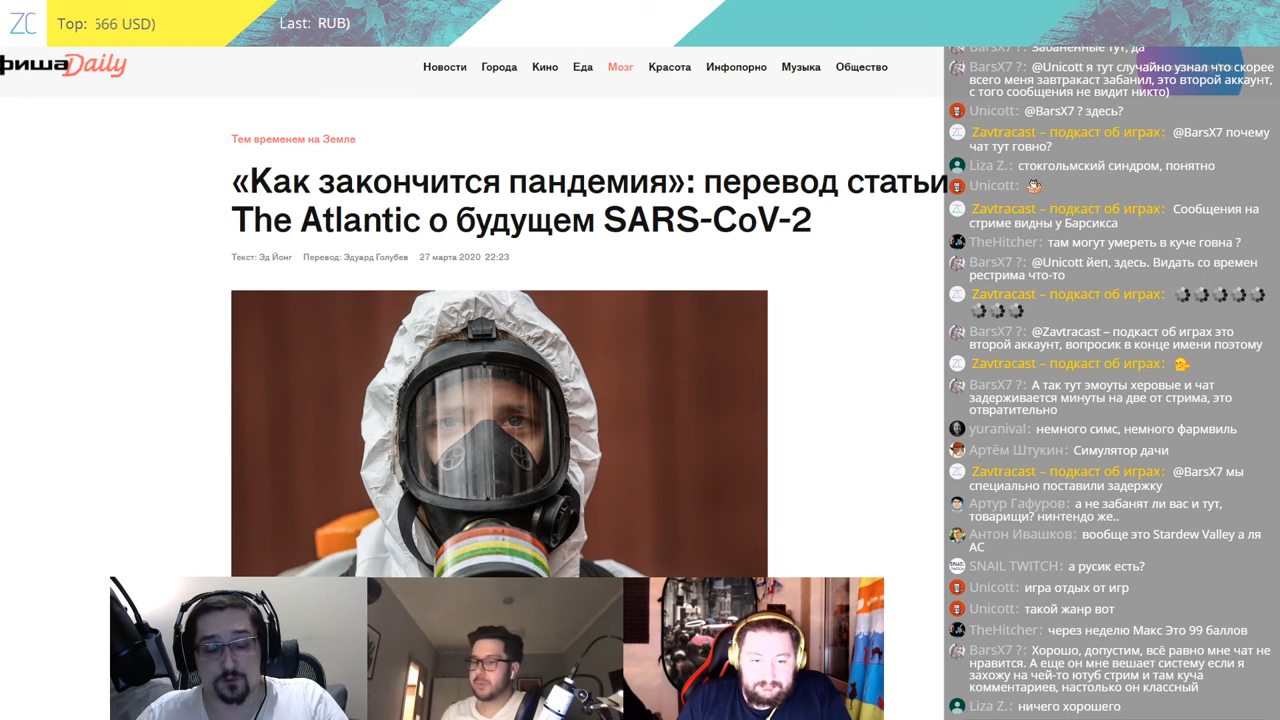 ZC
Top: 666 USD)
Last: RUB)
фишаDaily
Новости Города Кино Еда Мозг Красота Инфопорно Музыка Общество
Тем временем на Земле
«Как закончится пандемия»: перевод статьи
The Atlantic о будущем SARS-CoV-2
Текст: Эд Йонг Перевод: Эдуард Голубев 27 марта 2020 22:23
BarsX7 ?: Забаненные тут, да
BarsX7 ?: @Unicott я тут случайно узнал что скорее
всего меня завтракаст забанил, это второй аккаунт,
с того сообщения не видит никто)
Unicott: @BarsX7 ? здесь?
Zavtracast – подкаст об играх: @BarsX7 почему
чат тут говно?
Liza Z.: стокгольмский синдром, понятно
Unicott:
Zavtracast – подкаст об играх: Сообщения на
стриме видны у Барсикса
TheHitcher: там могут умереть в куче говна ?
BarsX7 ?: @Unicott йеп, здесь. Видать со времен
рестрима что-то
Zavtracast – подкаст об играх:
BarsX7 ?: @Zavtracast – подкаст об играх это
второй аккаунт, вопросик в конце имени поэтому
Zavtracast – подкаст об играх:
BarsX7 ?: А так тут эмоуты херовые и чат
задерживается минуты на две от стрима, это
отвратительно
yuranival: немного симс, немного фармвиль
Артём Штукин: Симулятор дачи
Zavtracast – подкаст об играх: @BarsX7 мы
специально поставили задержку
Артур Гафуров: а не забанят ли вас и тут,
товарищи? нинтендо же..
Антон Ивашков: вообще это Stardew Valley а ля
AC
SNAIL TWITCH: а русик есть?
Unicott: игра отдых от игр
Unicott: такой жанр вот
TheHitcher: через неделю Макс Это 99 баллов
BarsX7 ?: Хорошо, допустим, всё равно мне чат не
нравится. А еще он мне вешает систему если я
захожу на чей-то ютуб стрим и там куча
комментариев, настолько он классный
Liza Z.: ничего хорошего